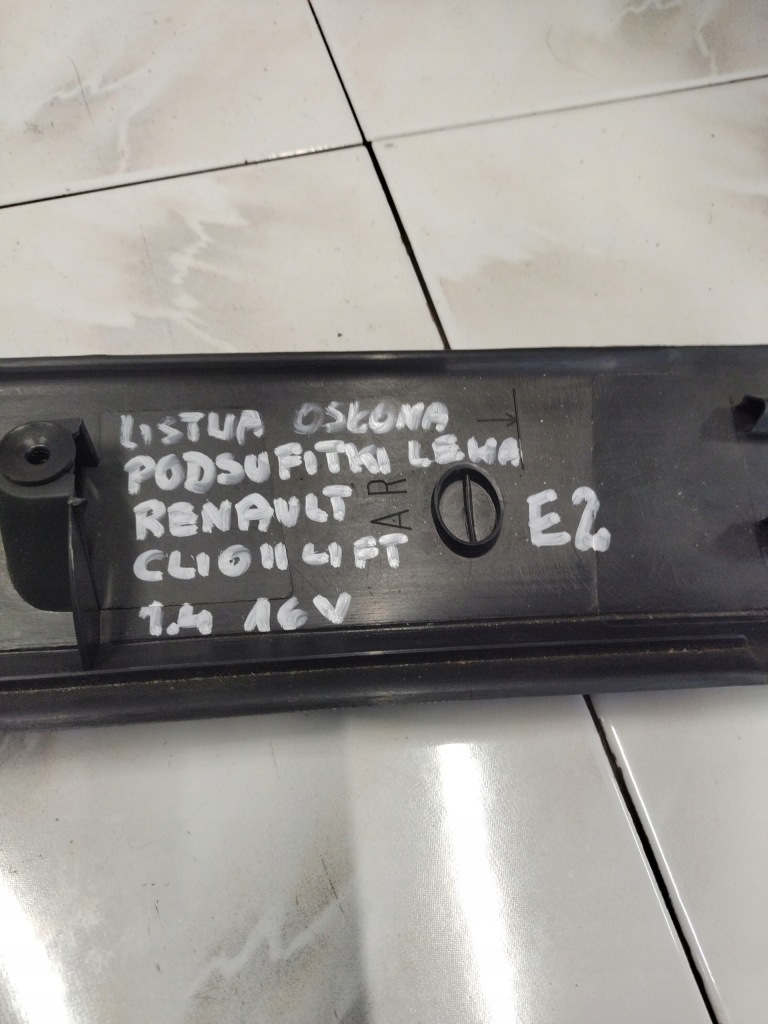 LISTWA OSŁONA
PODSUFITKI LEWA
RENAULT
CLIO II LIFT
1.4 16V
E2
AR